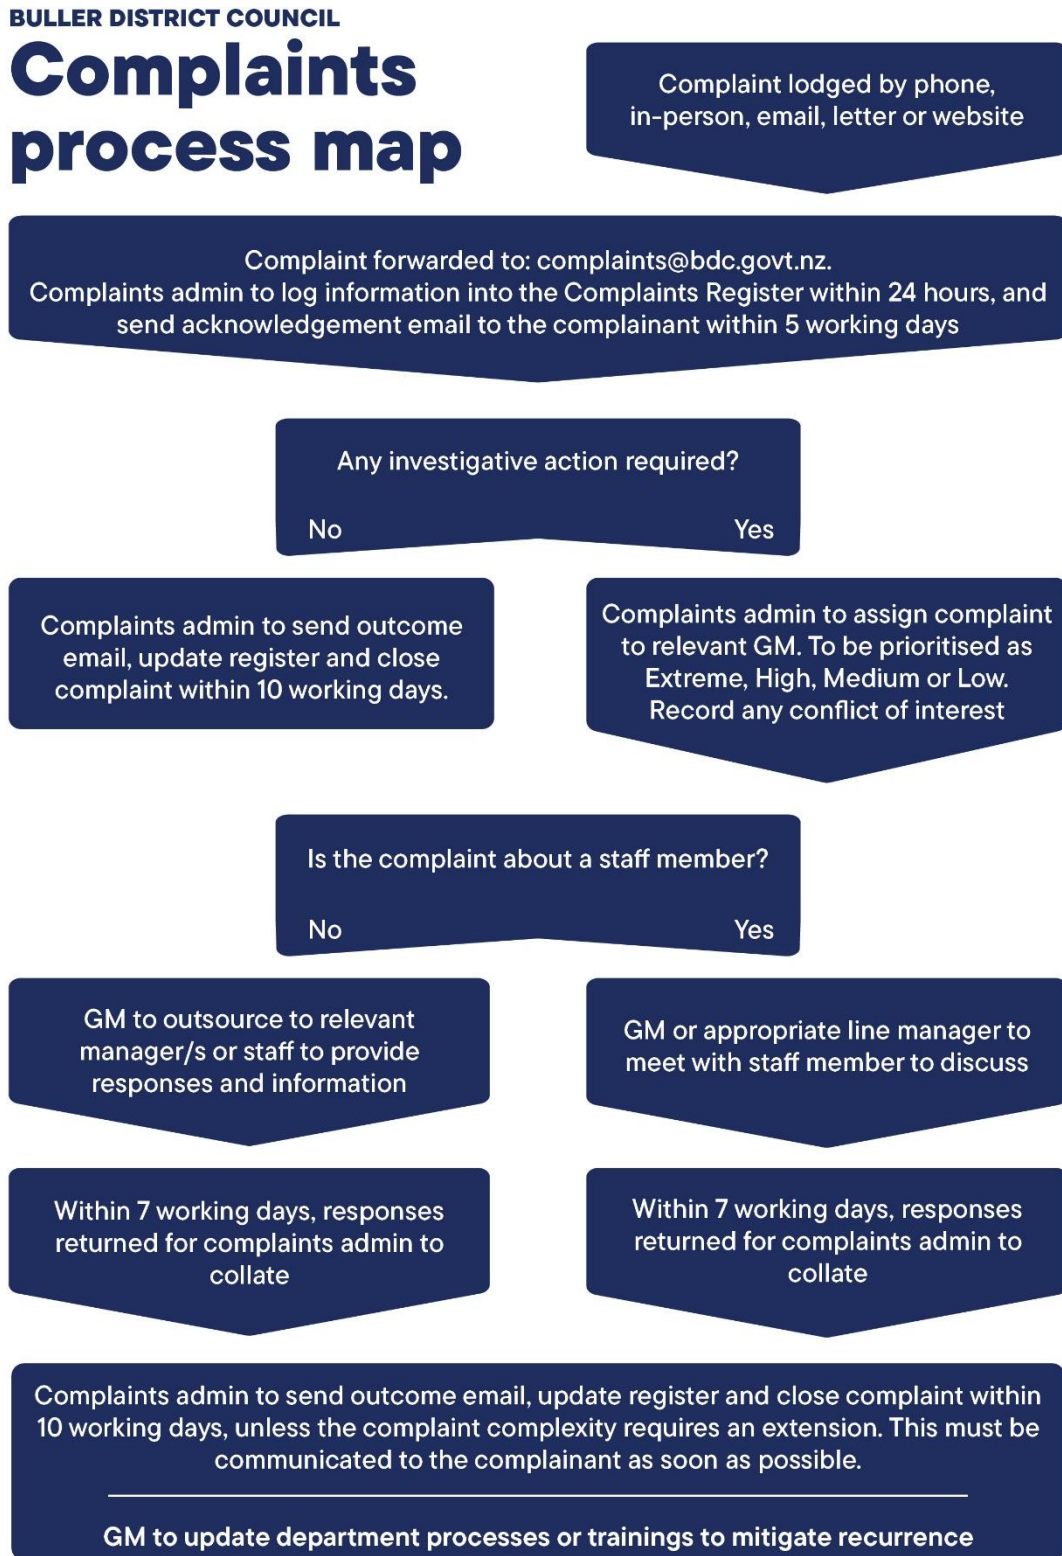 BULLER DISTRICT COUNCIL
Complaints
process map
Complaint lodged by phone,
in-person, email, letter or website
Complaint forwarded to: complaints@bdc.govt.nz.
Complaints admin to log information into the Complaints Register within 24 hours, and
send acknowledgement email to the complainant within 5 working days
Any investigative action required?
No
Yes
Complaints admin to send outcome
email, update register and close
complaint within 10 working days.
Complaints admin to assign complaint
to relevant GM. To be prioritised as
Extreme, High, Medium or Low.
Record any conflict of interest
Is the complaint about a staff member?
No
Yes
GM to outsource to relevant
manager/s or staff to provide
responses and information
GM or appropriate line manager to
meet with staff member to discuss
Within 7 working days, responses
returned for complaints admin to
collate
Within 7 working days, responses
returned for complaints admin to
collate
Complaints admin to send outcome email, update register and close complaint within
10 working days, unless the complaint complexity requires an extension. This must be
communicated to the complainant as soon as possible.
GM to update department processes or trainings to mitigate recurrence